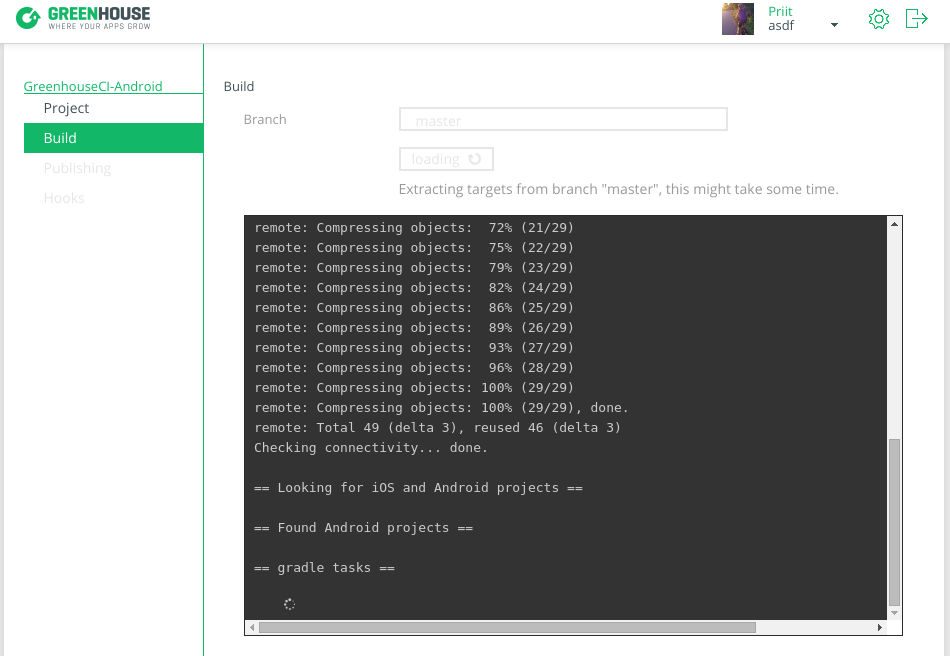 GREENHOUSE
WHERE YOUR APPS GROW
Priit
asdf
GreenhouseCI-Android
Project
Build
Publishing
Hooks
Build
Branch
master
loading
Extracting targets from branch "master", this might take some time.
remote: Compressing objects:  72% (21/29)
remote: Compressing objects:  75% (22/29)
remote: Compressing objects:  79% (23/29)
remote: Compressing objects:  82% (24/29)
remote: Compressing objects:  86% (25/29)
remote: Compressing objects:  89% (26/29)
remote: Compressing objects:  93% (27/29)
remote: Compressing objects:  96% (28/29)
remote: Compressing objects: 100% (29/29)
remote: Compressing objects: 100% (29/29), done.
remote: Total 49 (delta 3), reused 46 (delta 3)
Checking connectivity... done.
== Looking for iOS and Android projects ==
== Found Android projects ==
== gradle tasks ==